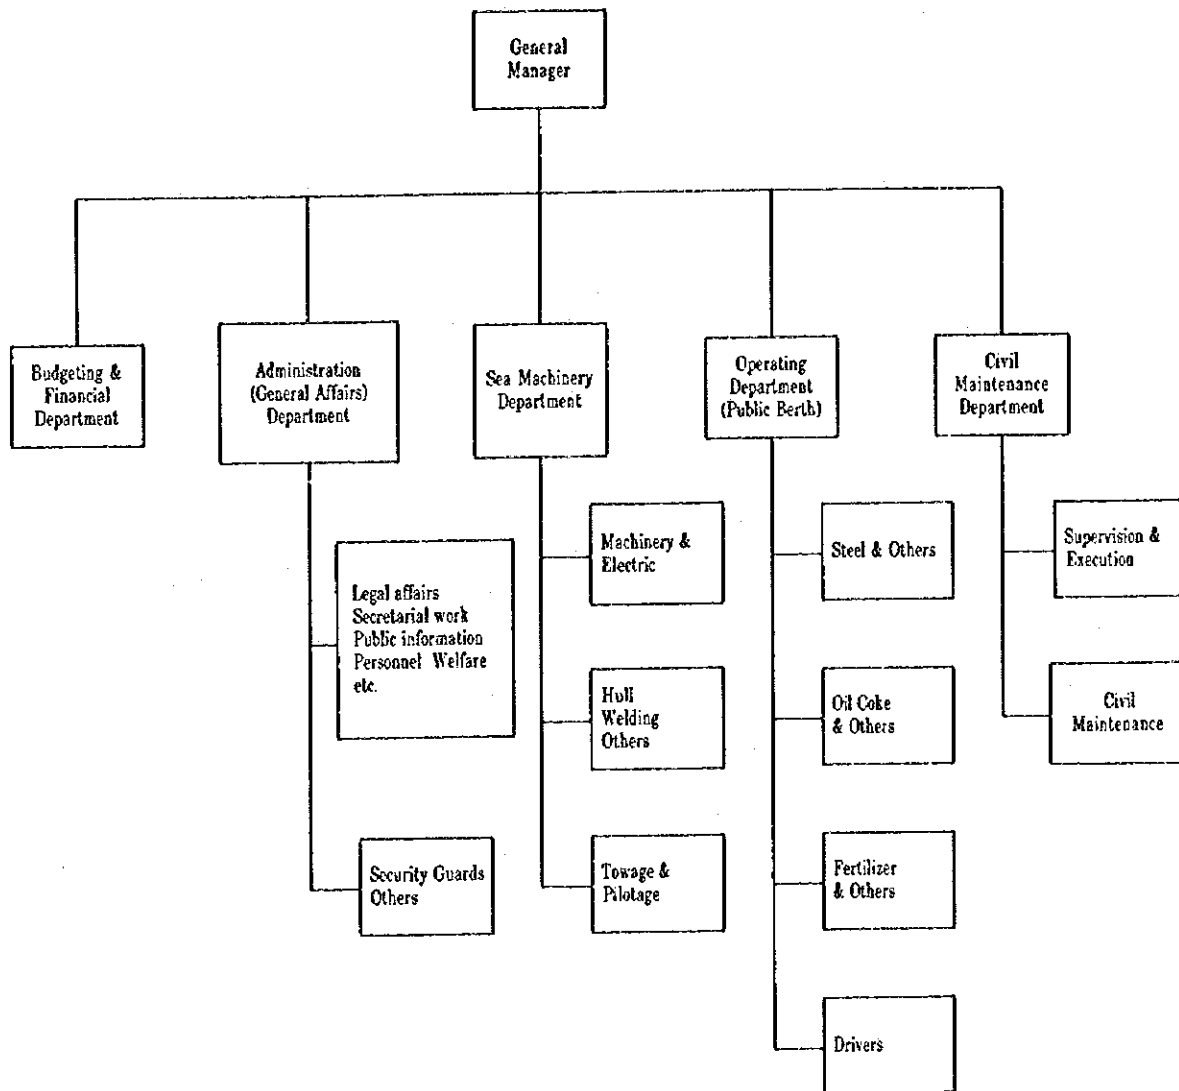 General
Manager
Budgeting &
Financial
Department
Administration
(General Affairs)
Department
Sea Machinery
Department
Operating
Department
(Public Berth)
Civil
Maintenance
Department
Legal affairs
Secretarial work
Public information
Personnel Welfare
etc.
Security Guards
Others
Machinery &
Electric
Hull
Welding
Others
Towage &
Pilotage
Steel & Others
Oil Coke
& Others
Fertilizer
& Others
Drivers
Supervision &
Execution
Civil
Maintenance